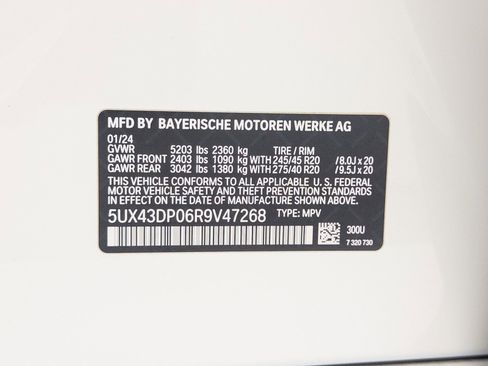 MFD BY BAYERISCHE MOTOREN WERKE AG
01/24
GVWR 5203 lbs 2360 kg TIRE / RIM
GAWR FRONT 2403 lbs 1090 kg WITH 245/45 R20 / 8.0J x 20
GAWR REAR 3042 lbs 1380 kg WITH 275/40 R20 / 9.5J x 20
THIS VEHICLE CONFORMS TO ALL APPLICABLE U.S. FEDERAL
MOTOR VEHICLE SAFETY AND THEFT PREVENTION STANDARDS IN EFFECT
ON THE DATE OF MANUFACTURE SHOWN ABOVE.
5UX43DP06R9V47268 TYPE: MPV
300U
7 320 730